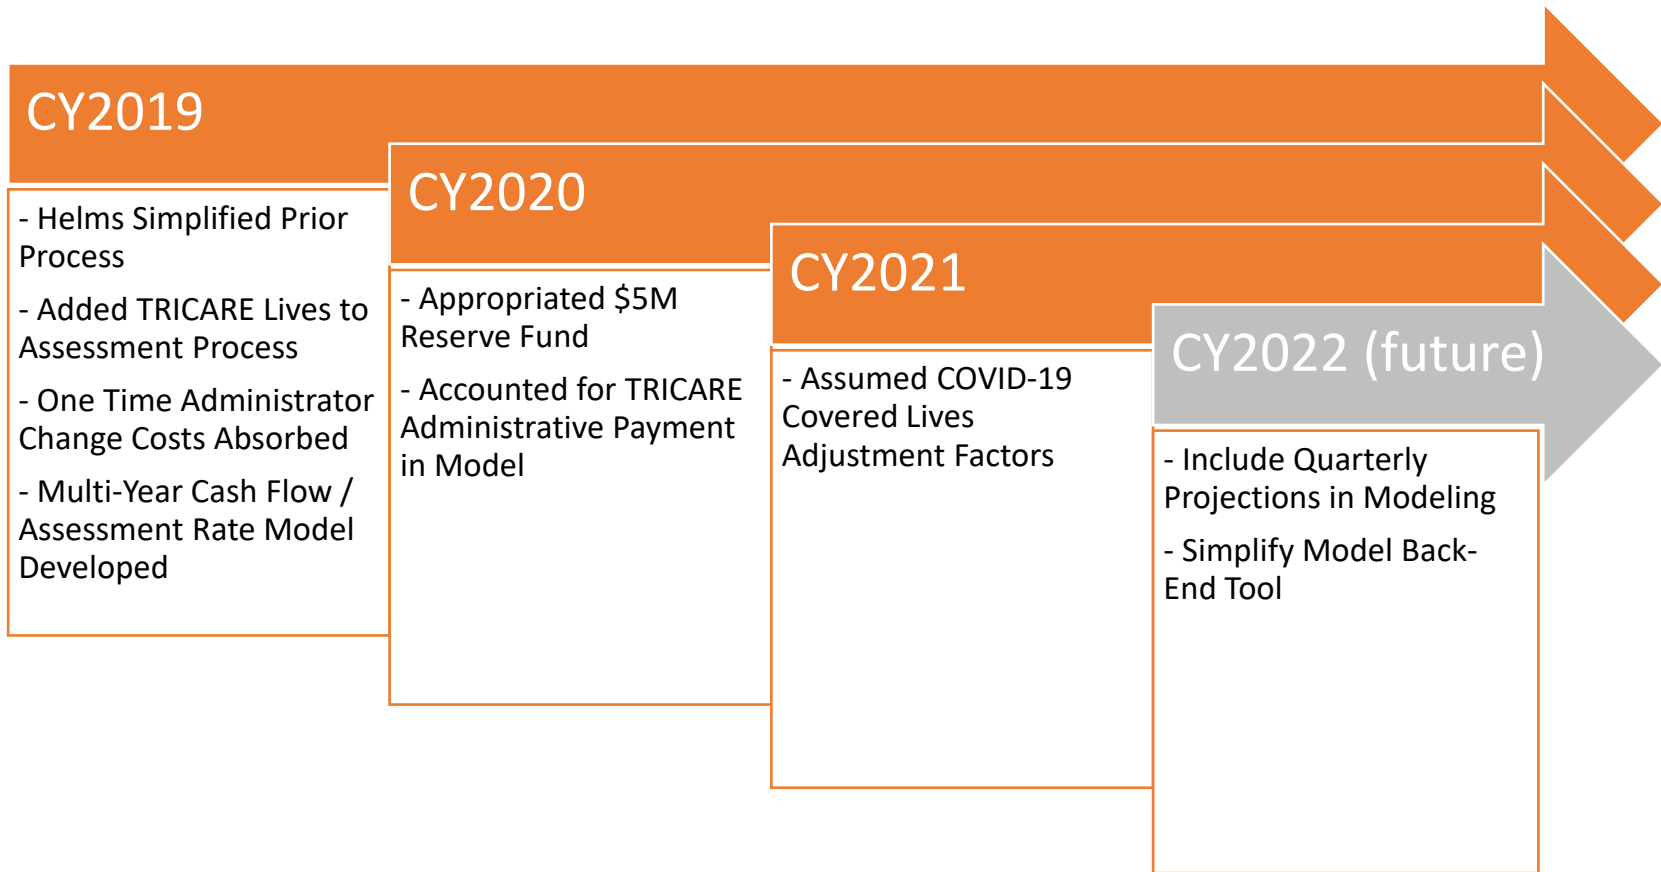 CY2019
- Helms Simplified Prior
Process
- Added TRICARE Lives to
Assessment Process
- One Time Administrator
Change Costs Absorbed
- Multi-Year Cash Flow /
Assessment Rate Model
Developed
CY2020
- Appropriated $5M
Reserve Fund
- Accounted for TRICARE
Administrative Payment
in Model
CY2021
- Assumed COVID-19
Covered Lives
Adjustment Factors
CY2022 (future)
- Include Quarterly
Projections in Modeling
- Simplify Model Back-
End Tool